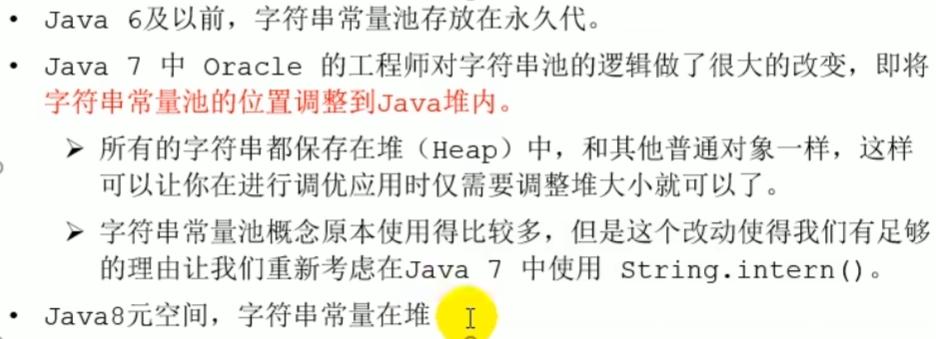 • Java 6及以前，字符串常量池存放在永久代。
• Java 7 中 Oracle 的工程师对字符串池的逻辑做了很大的改变，即将
字符串常量池的位置调整到Java堆内。
➤ 所有的字符串都保存在堆（Heap）中，和其他普通对象一样，这样
可以让你在进行调优应用时仅需要调整堆大小就可以了。
➤ 字符串常量池概念原本使用得比较多，但是这个改动使得我们有足够
的理由让我们重新考虑在Java 7 中使用 String.intern()。
• Java8元空间，字符串常量在堆